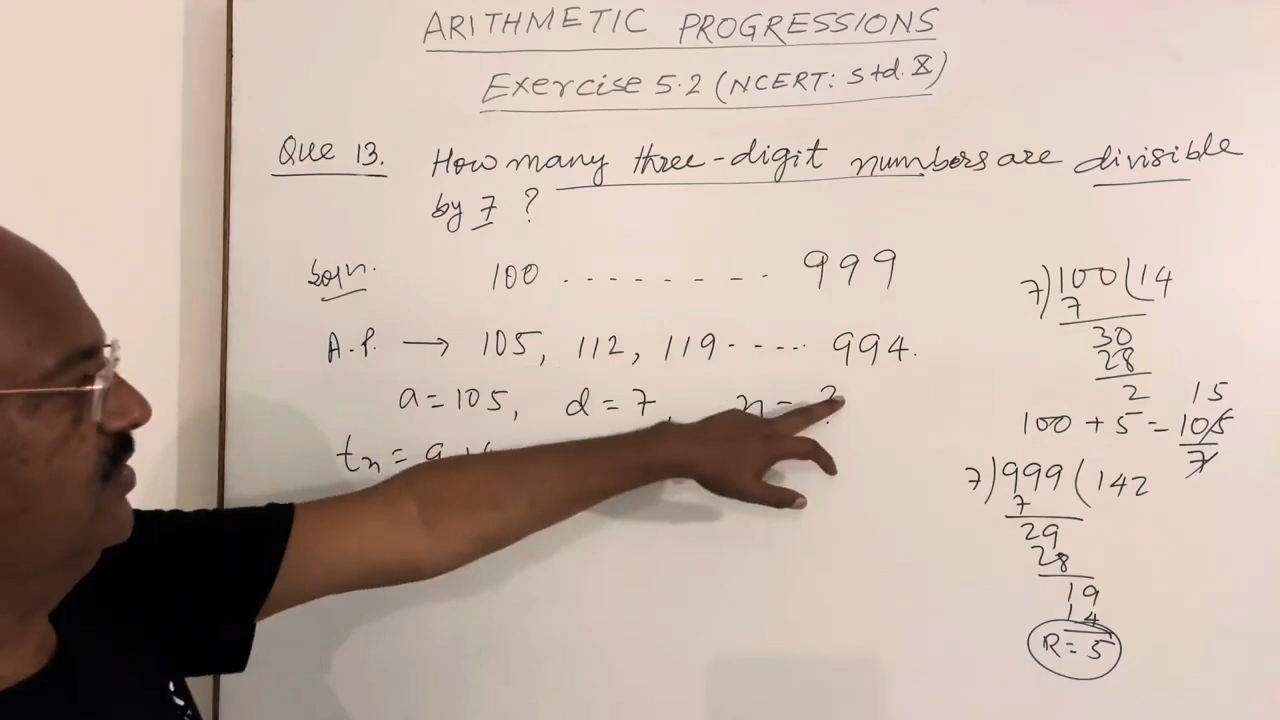 ARITHMETIC PROGRESSIONS
Exercise 5.2 (NCERT: Std. X)
Que 13. How many three-digit numbers are divisible
by 7 ?
Soln. 100 . . . . . . . . . 999
A.P. → 105, 112, 119 ..... 994.
a = 105, d = 7, n = ?
tn = a +
7)100(14
7
30
28
2
15
100 + 5 = 105
7
7)999(142
7
29
28
19
14
R = 5